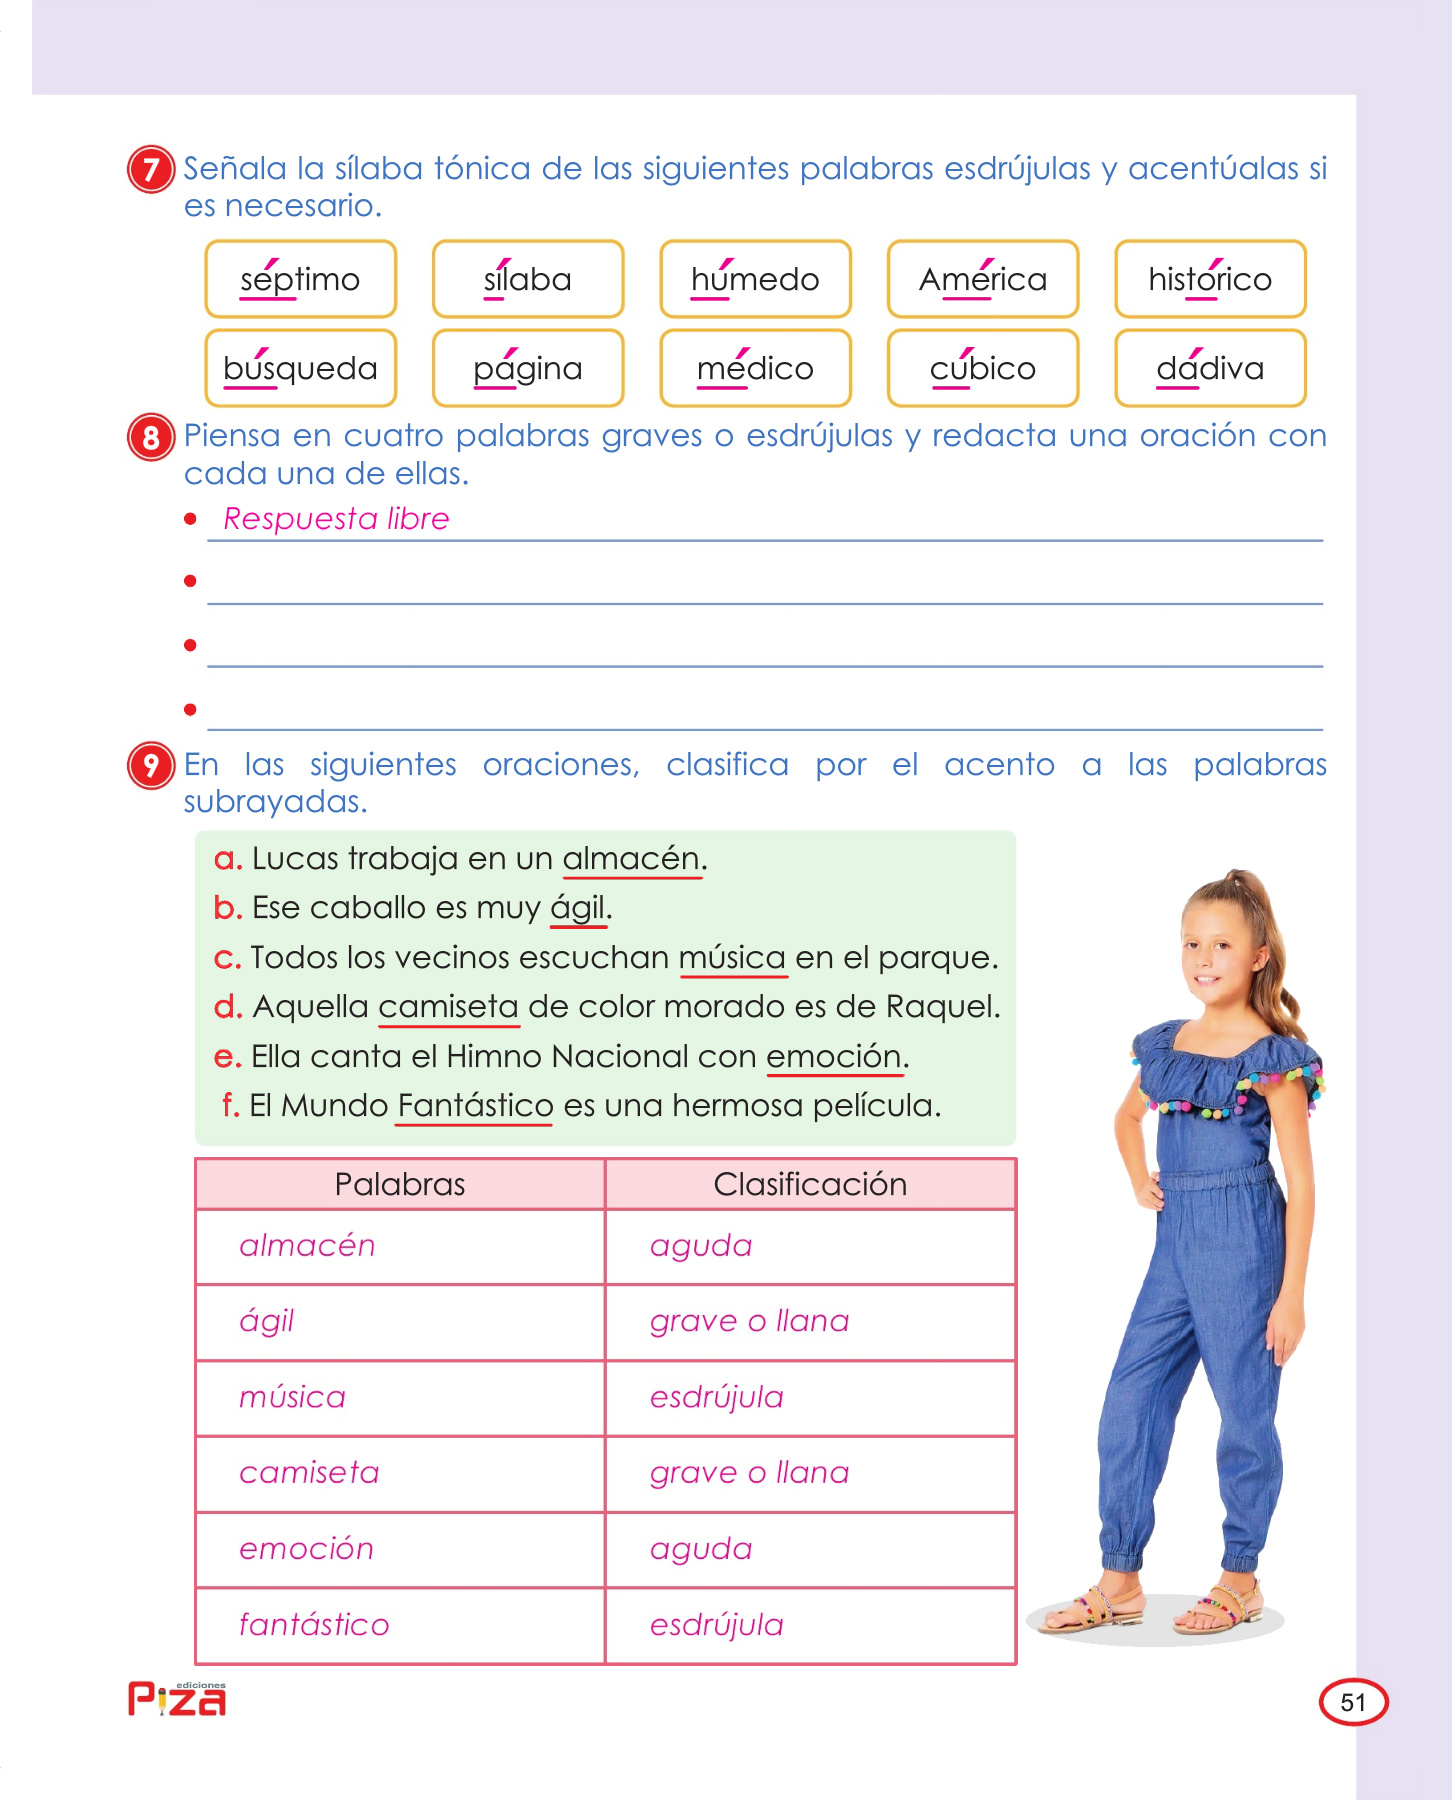 7 Señala la sílaba tónica de las siguientes palabras esdrújulas y acentúalas si
es necesario.
séptimo sílaba húmedo América histórico
búsqueda página médico cúbico dádiva
8 Piensa en cuatro palabras graves o esdrújulas y redacta una oración con
cada una de ellas.
• Respuesta libre
•
•
•
9 En las siguientes oraciones, clasifica por el acento a las palabras
subrayadas.
a. Lucas trabaja en un almacén.
b. Ese caballo es muy ágil.
c. Todos los vecinos escuchan música en el parque.
d. Aquella camiseta de color morado es de Raquel.
e. Ella canta el Himno Nacional con emoción.
f. El Mundo Fantástico es una hermosa película.
Palabras Clasificación
almacén aguda
ágil grave o llana
música esdrújula
camiseta grave o llana
emoción aguda
fantástico esdrújula
ediciones
Piza
51